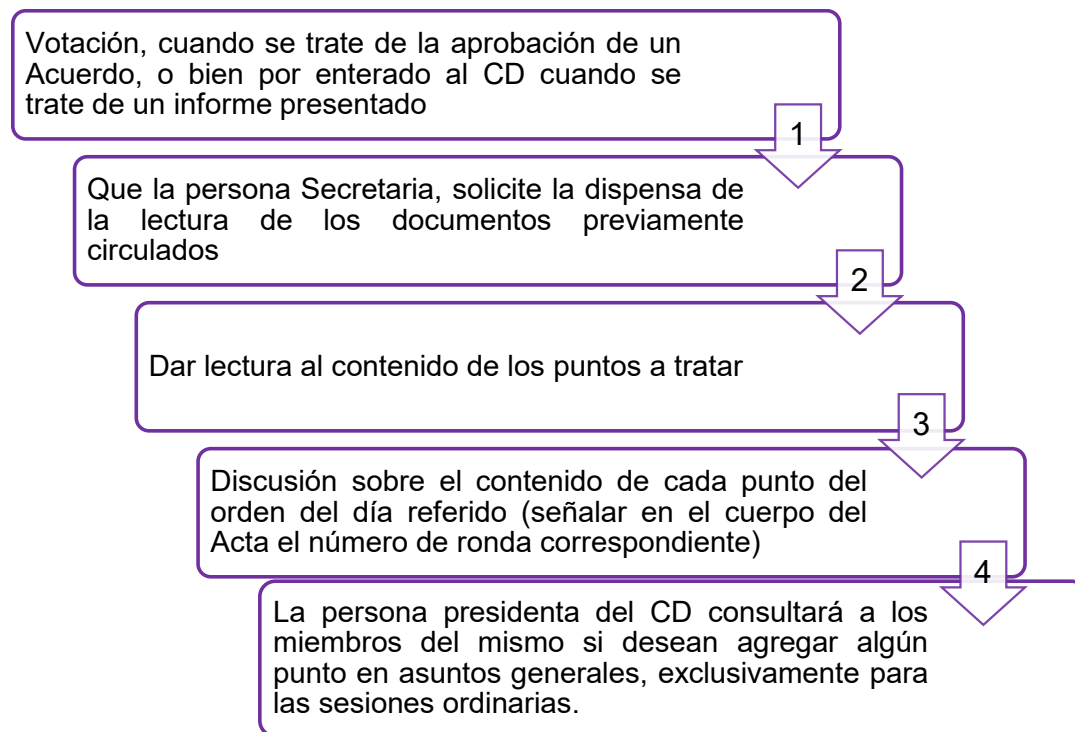 Votación, cuando se trate de la aprobación de un
Acuerdo, o bien por enterado al CD cuando se
trate de un informe presentado
1
Que la persona Secretaria, solicite la dispensa de
la lectura de los documentos previamente
circulados
2
Dar lectura al contenido de los puntos a tratar
3
Discusión sobre el contenido de cada punto del
orden del día referido (señalar en el cuerpo del
Acta el número de ronda correspondiente)
4
La persona presidenta del CD consultará a los
miembros del mismo si desean agregar algún
punto en asuntos generales, exclusivamente para
las sesiones ordinarias.